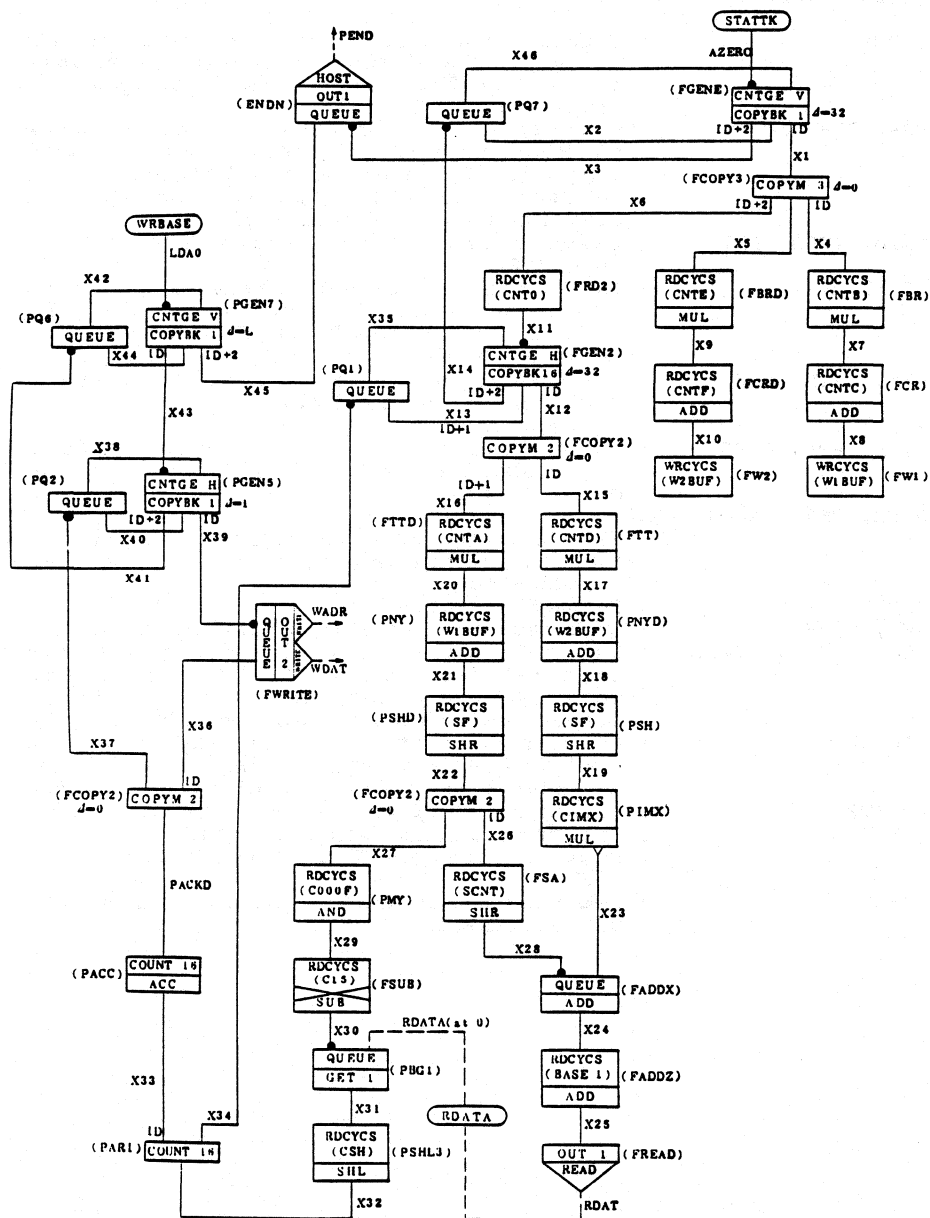 STATTK
PEND
X46
AZERO
HOST
OUT1
QUEUE
(ENDN)
(FGENE)
CNTGE V
COPYBK 1
Δ=32
(PQ7)
QUEUE
X2
ID+2
ID
X3
X1
(FCOPY3)
COPYM 3
Δ=0
X6
ID+2
ID
WRBASE
LDA0
X5
X4
X42
RDCYCS
(CNT0)
(FRD2)
RDCYCS
(CNTE)
MUL
(FBRD)
RDCYCS
(CNTB)
MUL
(FBR)
(PQ6)
QUEUE
(PGEN7)
CNTGE V
COPYBK 1
Δ=L
X44
ID
ID+2
X45
X35
X11
X9
X7
(PQ1)
QUEUE
X14
CNTGE H
COPYBK16
(FGEN2)
Δ=32
ID+2
ID
X13
ID+1
X12
RDCYCS
(CNTF)
ADD
(FCRD)
RDCYCS
(CNTC)
ADD
(FCR)
X43
X10
X8
X38
COPYM 2
(FCOPY2)
Δ=0
WRCYCS
(W2BUF)
(FW2)
WRCYCS
(W1BUF)
(FW1)
(PQ2)
QUEUE
CNTGE H
COPYBK 1
(PGEN5)
Δ=1
ID+2
ID
X40
X39
X41
ID+1
ID
X16
X15
(FTTD)
RDCYCS
(CNTA)
MUL
RDCYCS
(CNTD)
MUL
(FTT)
X20
X17
QUEUE
OUT 2
WADR
WDAT
(FWRITE)
(PNY)
RDCYCS
(W1BUF)
ADD
RDCYCS
(W2BUF)
ADD
(PNYD)
X21
X18
X37
X36
(PSHD)
RDCYCS
(SF)
SHR
RDCYCS
(SF)
SHR
(PSH)
X22
X19
ID
(FCOPY2)
Δ=0
COPYM 2
(FCOPY2)
Δ=0
COPYM 2
ID
RDCYCS
(CIMX)
MUL
(PIMX)
X27
X26
PACKD
RDCYCS
(C000F)
AND
(PMY)
RDCYCS
(SCNT)
SHR
(FSA)
X23
X29
X28
(PACC)
COUNT 16
ACC
RDCYCS
(C15)
SUB
(FSUB)
QUEUE
ADD
(FADDX)
X30
RDATA(at 0)
X24
QUEUE
GET 1
(PBG1)
RDCYCS
(BASE 1)
ADD
(FADDZ)
X33
X34
X31
RDATA
X25
ID
(PAR1)
COUNT 16
RDCYCS
(CSH)
SHL
(PSHL3)
OUT 1
READ
(FREAD)
X32
RDAT